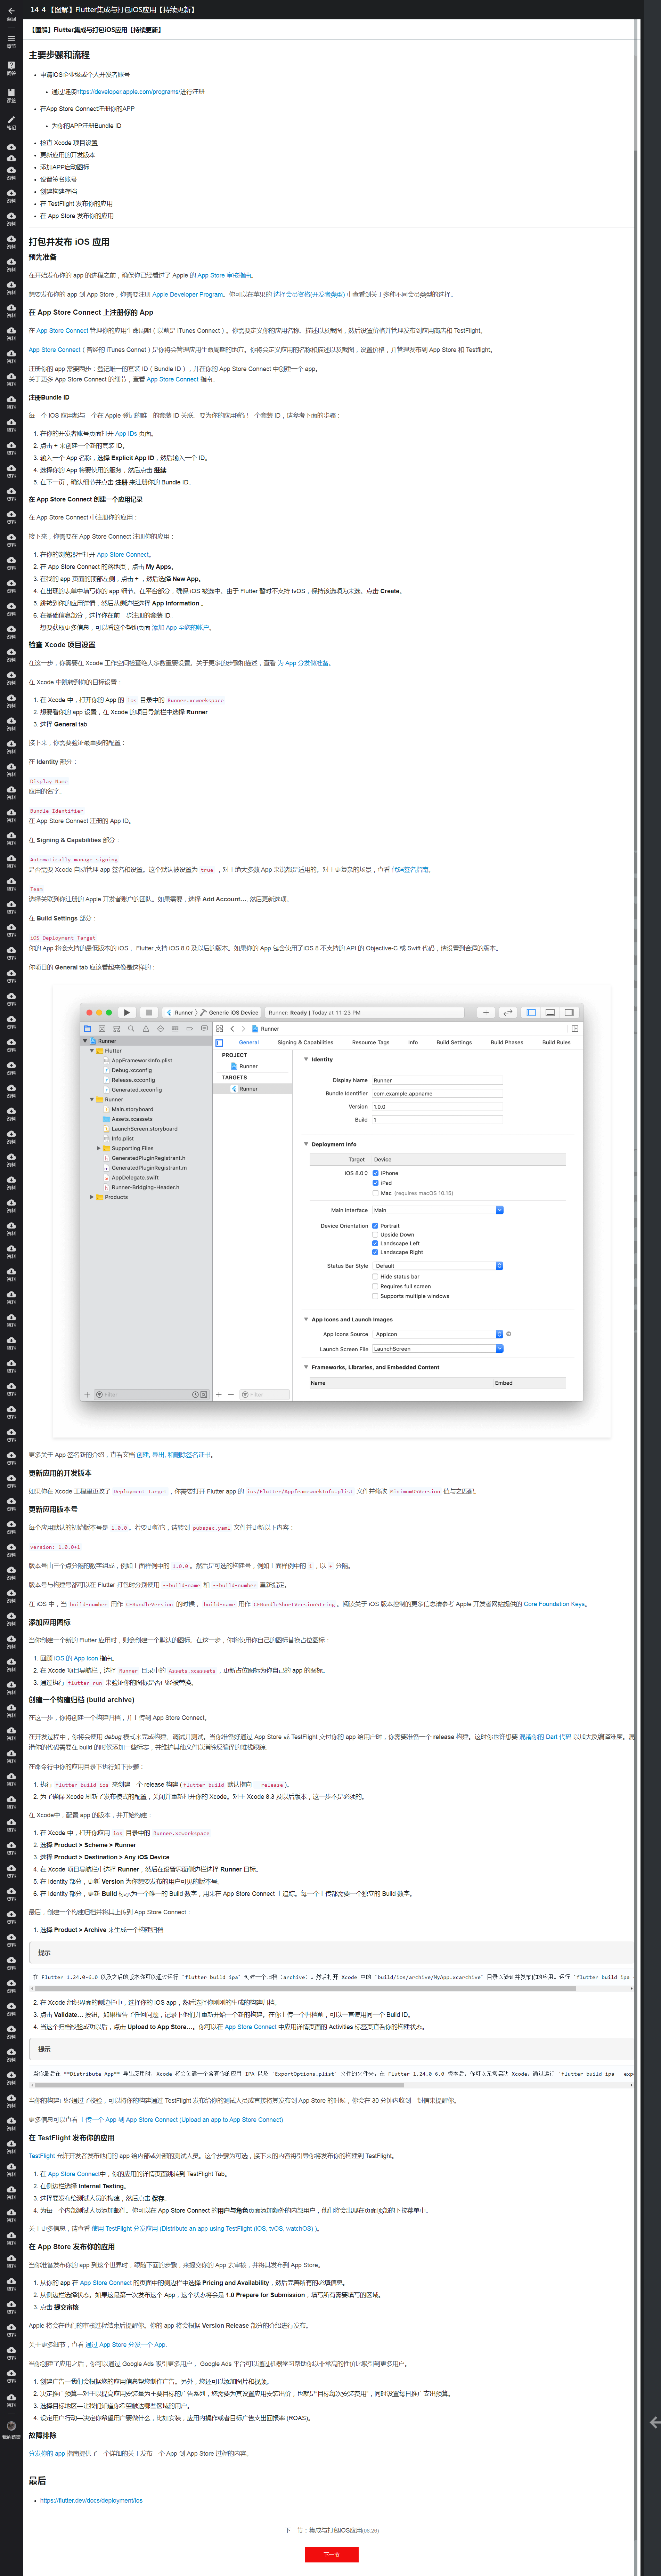 14-4 【图解】Flutter集成与打包iOS应用【持续更新】
返回
章节
问答
课签
笔记
资料
【图解】Flutter集成与打包iOS应用【持续更新】
主要步骤和流程
申请iOS企业级或个人开发者账号
通过链接https://developer.apple.com/programs/进行注册
在App Store Connect注册你的APP
为你的APP注册Bundle ID
检查 Xcode 项目设置
更新应用的开发版本
添加APP启动图标
设置签名账号
创建构建存档
在 TestFlight 发布你的应用
在 App Store 发布你的应用
打包并发布 iOS 应用
预先准备
在开始发布你的 app 的进程之前，确保你已经看过了 Apple 的 App Store 审核指南。
想要发布你的 app 到 App Store，你需要注册 Apple Developer Program。你可以在苹果的 选择会员资格(开发者类型) 中查看到关于多种不同会员类型的选择。
在 App Store Connect 上注册你的 App
在 App Store Connect 管理你的应用生命周期（以前是 iTunes Connect）。你需要定义你的应用名称、描述以及截图，然后设置价格并管理发布到应用商店和 TestFlight。
App Store Connect（曾经的 iTunes Connet）是你将会管理应用生命周期的地方。你将会定义应用的名称和描述以及截图，设置价格，并管理发布到 App Store 和 Testflight。
注册你的 app 需要两步：登记唯一的套装 ID（Bundle ID），并在你的 App Store Connect 中创建一个 app。
关于更多 App Store Connect 的细节，查看 App Store Connect 指南。
注册Bundle ID
每一个 iOS 应用都与一个在 Apple 登记的唯一的套装 ID 关联。要为你的应用登记一个套装 ID，请参考下面的步骤：
1. 在你的开发者账号页面打开 App IDs 页面。
2. 点击 + 来创建一个新的套装 ID。
3. 输入一个 App 名称，选择 Explicit App ID，然后输入一个 ID。
4. 选择你的 App 将要使用的服务，然后点击 继续
5. 在下一页，确认细节并点击 注册 来注册你的 Bundle ID。
在 App Store Connect 创建一个应用记录
在 App Store Connect 中注册你的应用：
接下来，你需要在 App Store Connect 注册你的应用：
1. 在你的浏览器里打开 App Store Connect。
2. 在 App Store Connect 的落地页，点击 My Apps。
3. 在我的 app 页面的顶部左侧，点击 + ，然后选择 New App。
4. 在出现的表单中填写你的 app 细节。在平台部分，确保 iOS 被选中。由于 Flutter 暂时不支持 tvOS，保持该选项为未选。点击 Create。
5. 跳转到你的应用详情，然后从侧边栏选择 App Information 。
6. 在基础信息部分，选择你在前一步注册的套装 ID。
想要获取更多信息，可以看这个帮助页面 添加 App 至您的帐户。
检查 Xcode 项目设置
在这一步，你需要在 Xcode 工作空间检查绝大多数重要设置。关于更多的步骤和描述，查看 为 App 分发做准备。
在 Xcode 中跳转到你的目标设置：
1. 在 Xcode 中，打开你的 App 的 ios 目录中的 Runner.xcworkspace
2. 想要看你的 app 设置，在 Xcode 的项目导航栏中选择 Runner
3. 选择 General tab
接下来，你需要验证最重要的配置：
在 Identity 部分：
Display Name
应用的名字。
Bundle Identifier
在 App Store Connect 注册的 App ID。
在 Signing & Capabilities 部分：
Automatically manage signing
是否需要 Xcode 自动管理 app 签名和设置。这个默认被设置为 true ，对于绝大多数 App 来说都是适用的。对于更复杂的场景，查看 代码签名指南。
Team
选择关联到你注册的 Apple 开发者账户的团队。如果需要，选择 Add Account…, 然后更新选项。
在 Build Settings 部分：
iOS Deployment Target
你的 App 将会支持的最低版本的 iOS， Flutter 支持 iOS 8.0 及以后的版本。如果你的 App 包含使用了iOS 8 不支持的 API 的 Objective-C 或 Swift 代码，请设置到合适的版本。
你项目的 General tab 应该看起来像是这样的：
Runner Generic iOS Device Runner: Ready | Today at 11:23 PM
Runner
Runner
Flutter
AppFrameworkInfo.plist
Debug.xcconfig
Release.xcconfig
Generated.xcconfig
Runner
Main.storyboard
Assets.xcassets
LaunchScreen.storyboard
Info.plist
Supporting Files
GeneratedPluginRegistrant.h
GeneratedPluginRegistrant.m
AppDelegate.swift
Runner-Bridging-Header.h
Products
Filter
General Signing & Capabilities Resource Tags Info Build Settings Build Phases Build Rules
PROJECT
Runner
TARGETS
Runner
Filter
Identity
Display Name Runner
Bundle Identifier com.example.appname
Version 1.0.0
Build 1
Deployment Info
Target Device
iOS 8.0 iPhone
iPad
Mac (requires macOS 10.15)
Main Interface Main
Device Orientation Portrait
Upside Down
Landscape Left
Landscape Right
Status Bar Style Default
Hide status bar
Requires full screen
Supports multiple windows
App Icons and Launch Images
App Icons Source AppIcon
Launch Screen File LaunchScreen
Frameworks, Libraries, and Embedded Content
Name Embed
更多关于 App 签名新的介绍，查看文档 创建, 导出, 和删除签名证书。
更新应用的开发版本
如果你在 Xcode 工程里更改了 Deployment Target ，你需要打开 Flutter app 的 ios/Flutter/AppframeworkInfo.plist 文件并修改 MinimumOSVersion 值与之匹配。
更新应用版本号
每个应用默认的初始版本号是 1.0.0 。若要更新它，请转到 pubspec.yaml 文件并更新以下内容：
version: 1.0.0+1
版本号由三个点分隔的数字组成，例如上面样例中的 1.0.0 。然后是可选的构建号，例如上面样例中的 1 ，以 + 分隔。
版本号与构建号都可以在 Flutter 打包时分别使用 --build-name 和 --build-number 重新指定。
在 iOS 中，当 build-number 用作 CFBundleVersion 的时候， build-name 用作 CFBundleShortVersionString 。阅读关于 iOS 版本控制的更多信息请参考 Apple 开发者网站提供的 Core Foundation Keys。
添加应用图标
当你创建一个新的 Flutter 应用时，则会创建一个默认的图标。在这一步，你将使用你自己的图标替换占位图标：
1. 回顾 iOS 的 App Icon 指南。
2. 在 Xcode 项目导航栏，选择 Runner 目录中的 Assets.xcassets ，更新占位图标为你自己的 app 的图标。
3. 通过执行 flutter run 来验证你的图标是否已经被替换。
创建一个构建归档 (build archive)
在这一步，你将会创建一个构建归档，并上传到 App Store Connect。
在开发过程中，你将会使用 debug 模式来完成构建、调试并测试。当你准备好通过 App Store 或 TestFlight 交付你的 app 给用户时，你需要准备一个 release 构建。这时你也许想要 混淆你的 Dart 代码 以加大反编译难度。混
淆你的代码需要在 build 的时候添加一些标志，并维护其他文件以消除反编译的堆栈跟踪。
在命令行中你的应用目录下执行如下步骤：
1. 执行 flutter build ios 来创建一个 release 构建 ( flutter build 默认指向 --release )。
2. 为了确保 Xcode 刷新了发布模式的配置，关闭并重新打开你的 Xcode。对于 Xcode 8.3 及以后版本，这一步不是必须的。
在 Xcode中，配置 app 的版本，并开始构建：
1. 在 Xcode 中，打开你应用 ios 目录中的 Runner.xcworkspace
2. 选择 Product > Scheme > Runner
3. 选择 Product > Destination > Any iOS Device
4. 在 Xcode 项目导航栏中选择 Runner，然后在设置界面侧边栏选择 Runner 目标。
5. 在 Identity 部分，更新 Version 为你想要发布的用户可见的版本号。
6. 在 Identity 部分，更新 Build 标示为一个唯一的 Build 数字，用来在 App Store Connect 上追踪。每一个上传都需要一个独立的 Build 数字。
最后，创建一个构建归档并将其上传到 App Store Connect：
1. 选择 Product > Archive 来生成一个构建归档
提示
在 Flutter 1.24.0-6.0 以及之后的版本你可以通过运行 `flutter build ipa` 创建一个归档（archive），然后打开 Xcode 中的 `build/ios/archive/MyApp.xcarchive` 目录以验证并发布你的应用。运行 `flutter build ipa -
2. 在 Xcode 组织界面的侧边栏中，选择你的 iOS app，然后选择你刚刚的生成的构建归档。
3. 点击 Validate… 按钮。如果报告了任何问题，记录下他们并重新开始一个新的构建。在你上传一个归档前，可以一直使用同一个 Build ID。
4. 当这个归档校验成功以后，点击 Upload to App Store…。你可以在 App Store Connect 中应用详情页面的 Activities 标签页查看你的构建状态。
提示
当你最后在 **Distribute App** 导出应用时，Xcode 将会创建一个含有你的应用 IPA 以及 `ExportOptions.plist` 文件的文件夹。在 Flutter 1.24.0-6.0 版本后，你可以无需启动 Xcode，通过运行 `flutter build ipa --expo
当你的构建已经通过了校验，可以将你的构建通过 TestFlight 发布给你的测试人员或直接将其发布到 App Store 的时候，你会在 30 分钟内收到一封信来提醒你。
更多信息可以查看 上传一个 App 到 App Store Connect (Upload an app to App Store Connect)
在 TestFlight 发布你的应用
TestFlight 允许开发者发布他们的 app 给内部或外部的测试人员。这个步骤为可选，接下来的内容将引导你将发布你的构建到 TestFlight。
1. 在 App Store Connect中，你的应用的详情页面跳转到 TestFlight Tab。
2. 在侧边栏选择 Internal Testing。
3. 选择要发布给测试人员的构建，然后点击 保存。
4. 为每一个内部测试人员添加邮件。你可以在 App Store Connect 的用户与角色页面添加额外的内部用户，他们将会出现在页面顶部的下拉菜单中。
关于更多信息，请查看 使用 TestFlight 分发应用 (Distribute an app using TestFlight (iOS, tvOS, watchOS) )。
在 App Store 发布你的应用
当你准备发布你的 app 到这个世界时，跟随下面的步骤，来提交你的 App 去审核，并将其发布到 App Store。
1. 从你的 app 在 App Store Connect 的页面中的侧边栏中选择 Pricing and Availability，然后完善所有的必填信息。
2. 从侧边栏选择状态。如果这是第一次发布这个 App，这个状态将会是 1.0 Prepare for Submission，填写所有需要填写的区域。
3. 点击 提交审核
Apple 将会在他们的审核过程结束后提醒你。你的 app 将会根据 Version Release 部分的介绍进行发布。
关于更多细节，查看 通过 App Store 分发一个 App.
当你创建了应用之后，你可以通过 Google Ads 吸引更多用户 。Google Ads 平台可以通过机器学习帮助你以非常高的性价比吸引到更多用户。
1. 创建广告—我们会根据您的应用信息帮您制作广告。另外，您还可以添加图片和视频。
2. 决定推广预算—对于以提高应用安装量为主要目标的广告系列，您需要为其设置应用安装出价，也就是“目标每次安装费用”，同时设置每日推广支出预算。
3. 选择目标地区—让我们知道你希望触达哪些区域的用户。
4. 设定用户行动—决定你希望用户要做什么，比如安装，应用内操作或者目标广告支出回报率 (ROAS)。
故障排除
分发你的 app 指南提供了一个详细的关于发布一个 App 到 App Store 过程的内容。
最后
https://flutter.dev/docs/deployment/ios
下一节：集成与打包iOS应用(08:26)
下一节
我的慕课